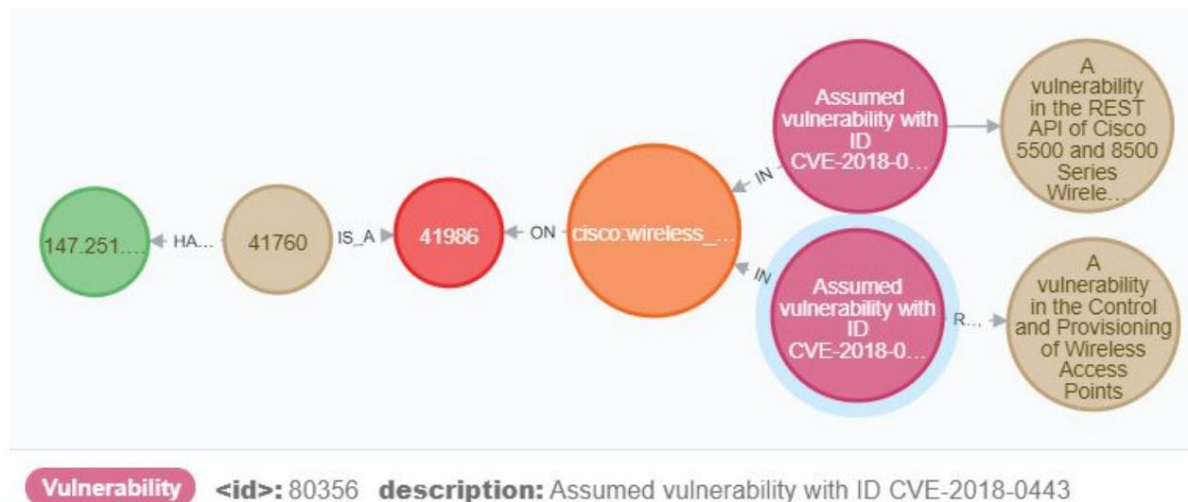 147.251....
HA...
41760
IS_A
41986
ON
cisco:wireless_...
IN
Assumed
vulnerability with
ID
CVE-2018-0...
A
vulnerability
in the REST
API of Cisco
5500 and 8500
Series
Wirele...
IN
Assumed
vulnerability with
ID
CVE-2018-0...
R...
A
vulnerability
in the Control
and Provisioning
of Wireless
Access
Points
Vulnerability <id>: 80356 description: Assumed vulnerability with ID CVE-2018-0443